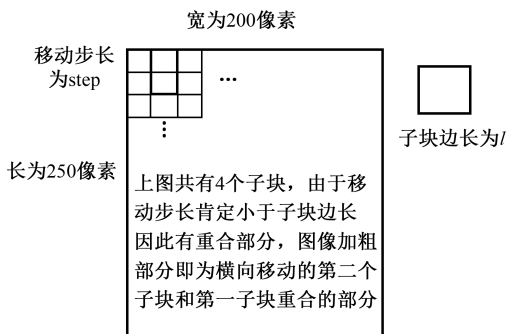 宽为200像素
移动步长
为step
...
子块边长为l
长为250像素
上图共有4个子块，由于移
动步长肯定小于子块边长
因此有重合部分，图像加粗
部分即为横向移动的第二个
子块和第一子块重合的部分